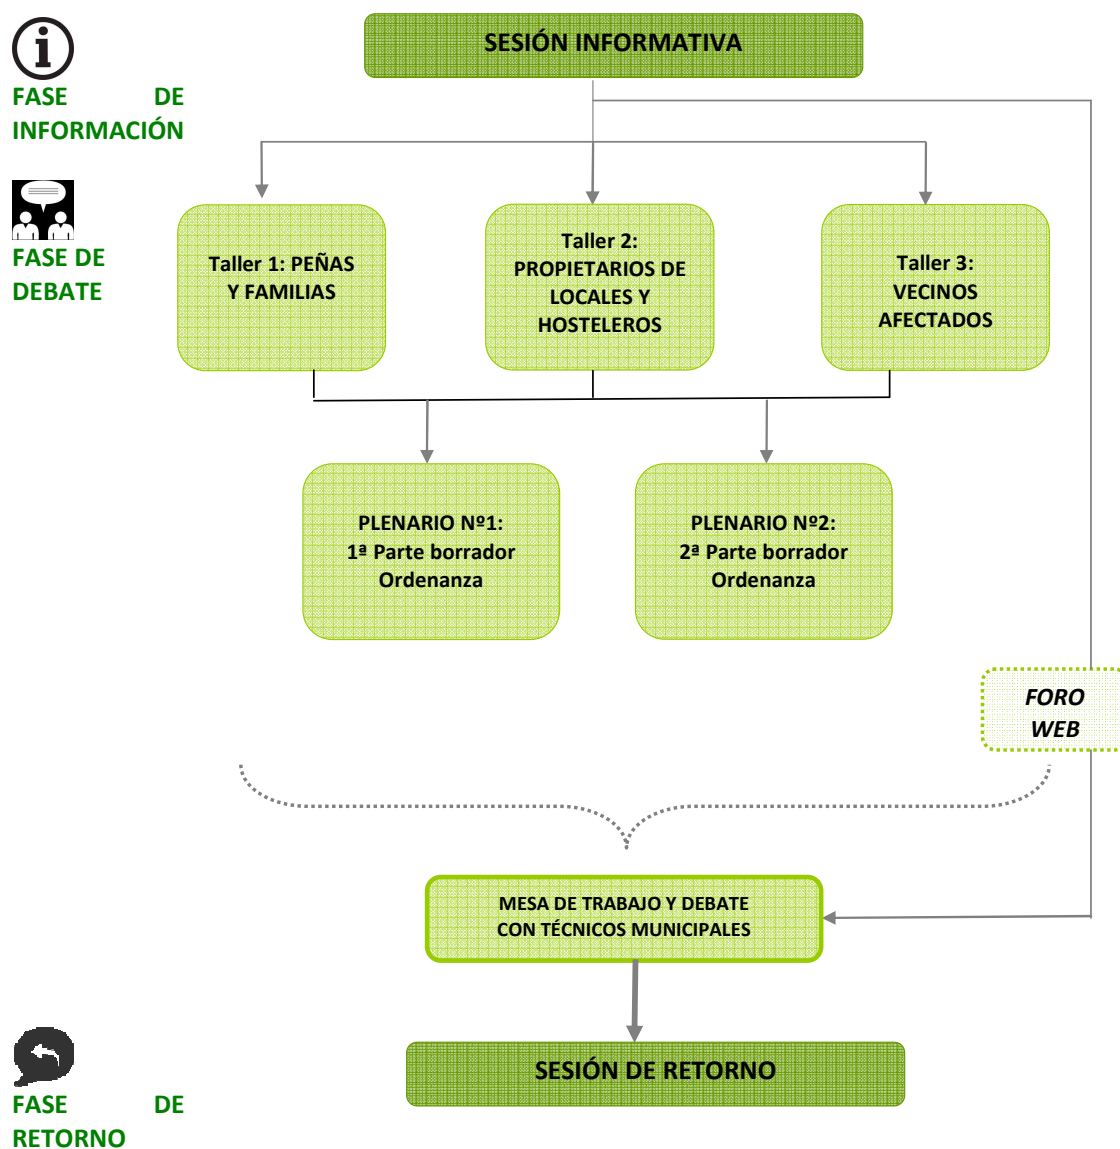 SESIÓN INFORMATIVA
FASE DE
INFORMACIÓN
FASE DE
DEBATE
Taller 1: PEÑAS
Y FAMILIAS
Taller 2:
PROPIETARIOS DE
LOCALES Y
HOSTELEROS
Taller 3:
VECINOS
AFECTADOS
PLENARIO Nº1:
1ª Parte borrador
Ordenanza
PLENARIO Nº2:
2ª Parte borrador
Ordenanza
FORO
WEB
MESA DE TRABAJO Y DEBATE
CON TÉCNICOS MUNICIPALES
SESIÓN DE RETORNO
FASE DE
RETORNO